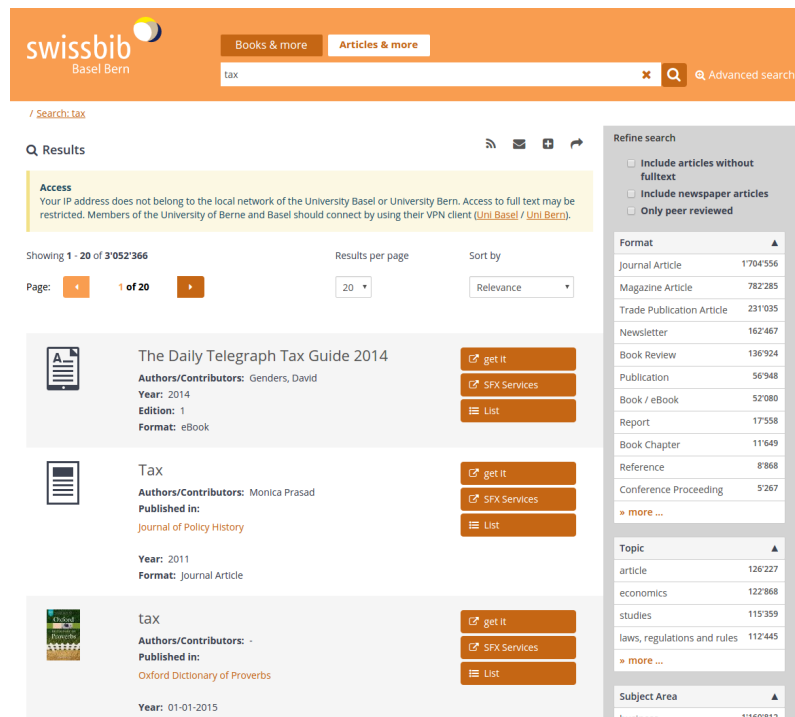 swissbib
Basel Bern
Books & more
Articles & more
tax
Advanced search
/ Search: tax
Results
Access
Your IP address does not belong to the local network of the University Basel or University Bern. Access to full text may be
restricted. Members of the University of Berne and Basel should connect by using their VPN client (Uni Basel / Uni Bern).
Showing 1 - 20 of 3'052'366
Results per page
Sort by
Page:
1 of 20
20
Relevance
The Daily Telegraph Tax Guide 2014
Authors/Contributors: Genders, David
Year: 2014
Edition: 1
Format: eBook
get it
SFX Services
List
Tax
Authors/Contributors: Monica Prasad
Published in:
Journal of Policy History
Year: 2011
Format: Journal Article
get it
SFX Services
List
Oxford
Proverbs
tax
Authors/Contributors: -
Published in:
Oxford Dictionary of Proverbs
Year: 01-01-2015
get it
SFX Services
List
Refine search
Include articles without
fulltext
Include newspaper articles
Only peer reviewed
Format
Journal Article 1'704'556
Magazine Article 782'285
Trade Publication Article 231'035
Newsletter 162'467
Book Review 136'924
Publication 56'948
Book / eBook 52'080
Report 17'558
Book Chapter 11'649
Reference 8'868
Conference Proceeding 5'267
» more ...
Topic
article 126'227
economics 122'868
studies 115'359
laws, regulations and rules 112'445
» more ...
Subject Area